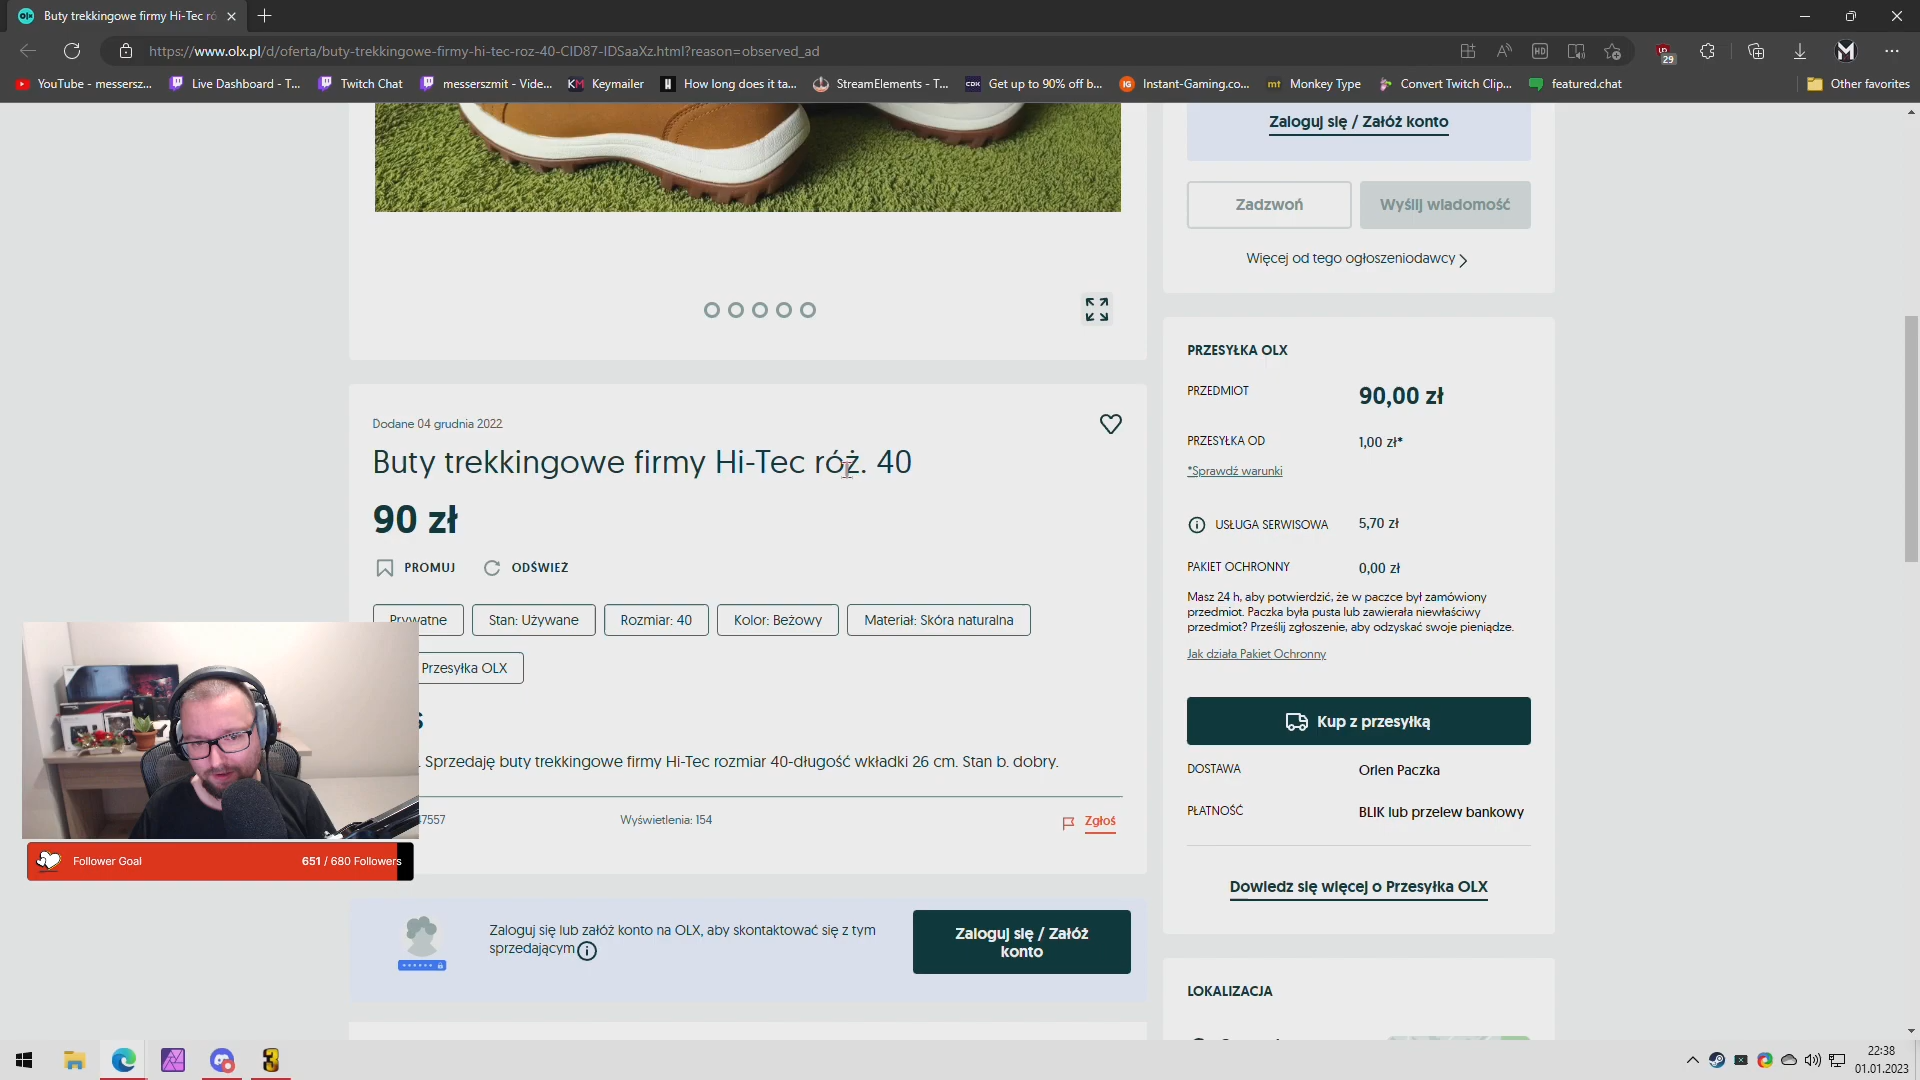 Buty trekkingowe firmy Hi-Tec ró
https://www.olx.pl/d/oferta/buty-trekkingowe-firmy-hi-tec-roz-40-CID87-IDSaaXz.html?reason=observed_ad
29
YouTube - messersz...
Live Dashboard - T...
Twitch Chat
messerszmit - Vide...
Keymailer
How long does it ta...
StreamElements - T...
Get up to 90% off b...
Instant-Gaming.co...
Monkey Type
Convert Twitch Clip...
featured.chat
Other favorites
Zaloguj się / Załóż konto
Zadzwoń
Wyślij wiadomość
Więcej od tego ogłoszeniodawcy
Dodane 04 grudnia 2022
Buty trekkingowe firmy Hi-Tec róż. 40
90 zł
PROMUJ
ODŚWIEŻ
Prywatne
Stan: Używane
Rozmiar: 40
Kolor: Beżowy
Materiał: Skóra naturalna
Przesyłka OLX
. Sprzedaję buty trekkingowe firmy Hi-Tec rozmiar 40-długość wkładki 26 cm. Stan b. dobry.
47557
Wyświetlenia: 154
Zgłoś
Zaloguj się lub załóż konto na OLX, aby skontaktować się z tym
sprzedającym
Zaloguj się / Załóż
konto
PRZESYŁKA OLX
PRZEDMIOT
90,00 zł
PRZESYŁKA OD
1,00 zł*
*Sprawdź warunki
USŁUGA SERWISOWA
5,70 zł
PAKIET OCHRONNY
0,00 zł
Masz 24 h, aby potwierdzić, że w paczce był zamówiony
przedmiot. Paczka była pusta lub zawierała niewłaściwy
przedmiot? Prześlij zgłoszenie, aby odzyskać swoje pieniądze.
Jak działa Pakiet Ochronny
Kup z przesyłką
DOSTAWA
Orlen Paczka
PŁATNOŚĆ
BLIK lub przelew bankowy
Dowiedz się więcej o Przesyłka OLX
LOKALIZACJA
Follower Goal
651 / 680 Followers
22:38
01.01.2023